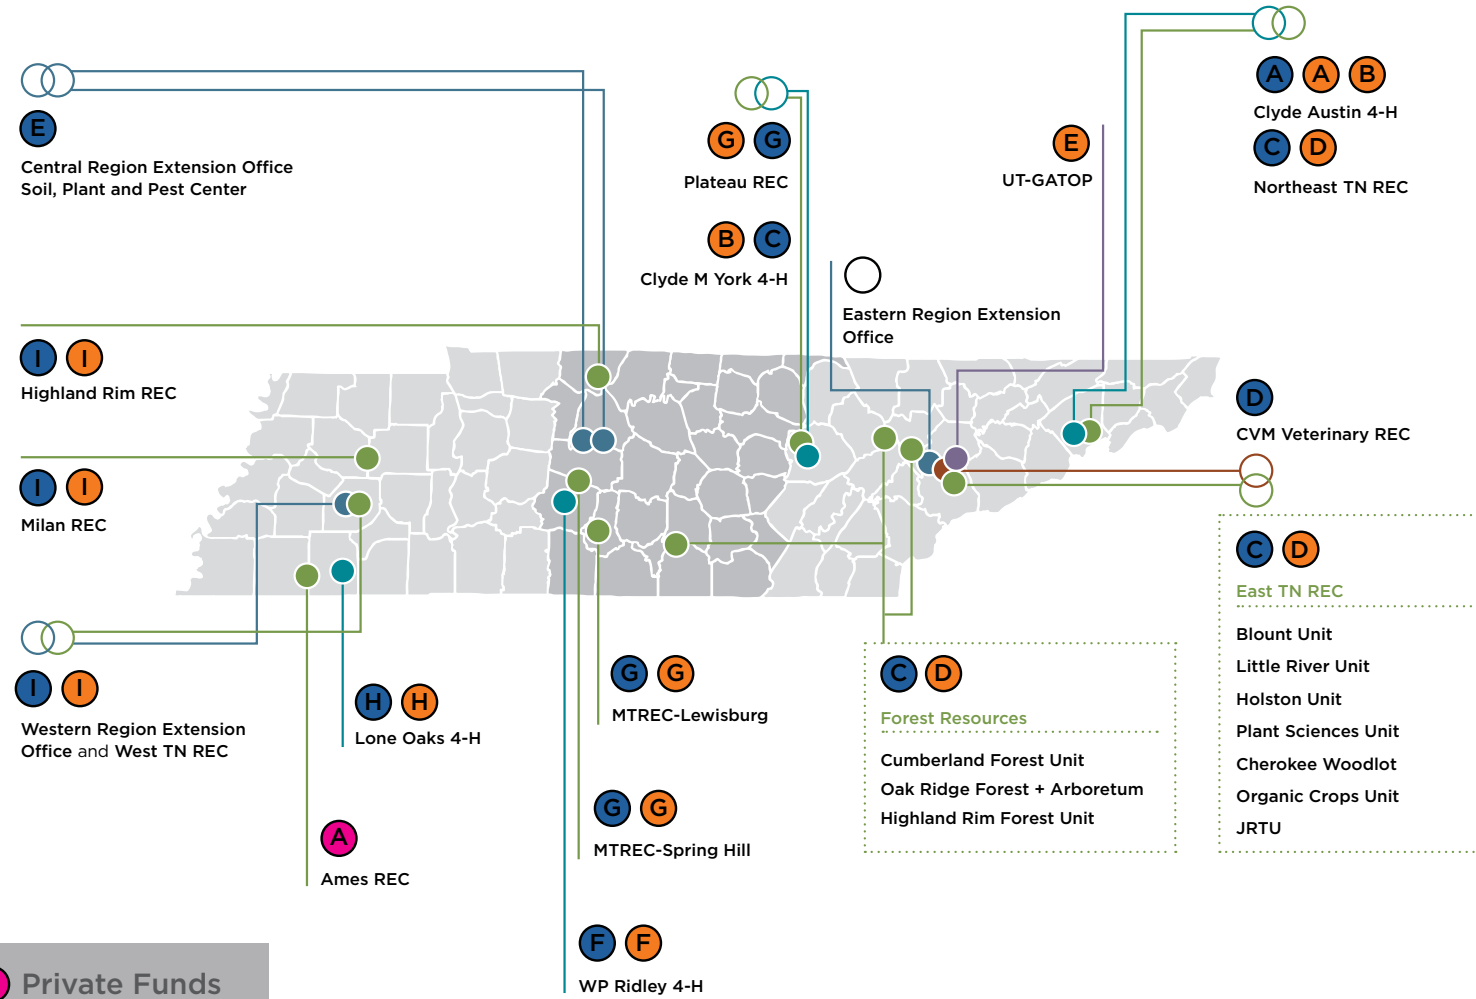 A A B
Clyde Austin 4-H
C D
Northeast TN REC
E
Central Region Extension Office
Soil, Plant and Pest Center
G G
Plateau REC
B C
Clyde M York 4-H
E
UT-GATOP
Eastern Region Extension
Office
I I
Highland Rim REC
D
CVM Veterinary REC
I I
Milan REC
C D
East TN REC
Blount Unit
Little River Unit
Holston Unit
Plant Sciences Unit
Cherokee Woodlot
Organic Crops Unit
JRTU
I I
Western Region Extension
Office and West TN REC
H H
Lone Oaks 4-H
G G
MTREC-Lewisburg
C D
Forest Resources
Cumberland Forest Unit
Oak Ridge Forest + Arboretum
Highland Rim Forest Unit
A
Ames REC
G G
MTREC-Spring Hill
F F
WP Ridley 4-H
Private Funds